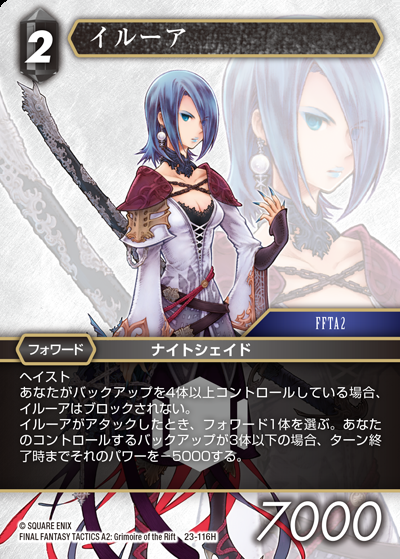 2
イルーア
FFTA2
フォワード
ナイトシェイド
ヘイスト
あなたがバックアップを4体以上コントロールしている場合、
イルーアはブロックされない。
イルーアがアタックしたとき、フォワード1体を選ぶ。あなた
のコントロールするバックアップが3体以下の場合、ターン終
了時までそれのパワーを－5000する。
© SQUARE ENIX
FINAL FANTASY TACTICS A2: Grimoire of the Rift 23-116H
7000